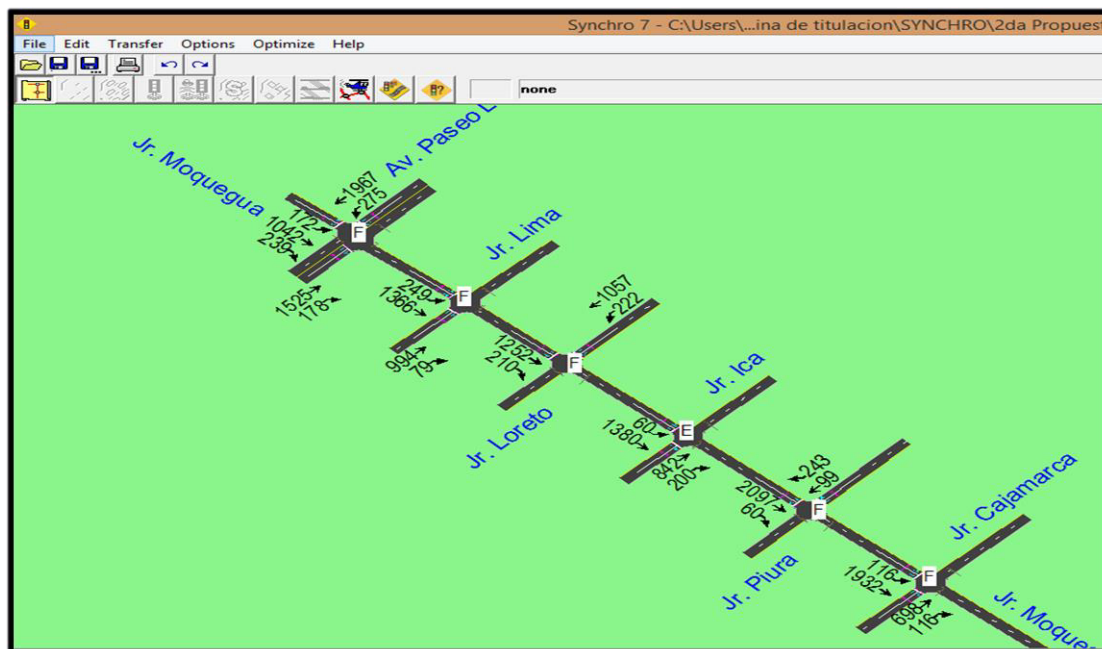 Synchro 7 - C:\Users\...ina de titulacion\SYNCHRO\2da Propuest
File Edit Transfer Options Optimize Help
none
Jr. Moquegua
Av. Paseo
1967
275
172
1042
239
F
1525
178
Jr. Lima
249
1366
F
994
79
1057
222
1252
210
F
Jr. Loreto
Jr. Ica
60
1380
E
842
200
243
99
2097
60
F
Jr. Piura
Jr. Cajamarca
116
1932
F
698
116
Jr. Moque